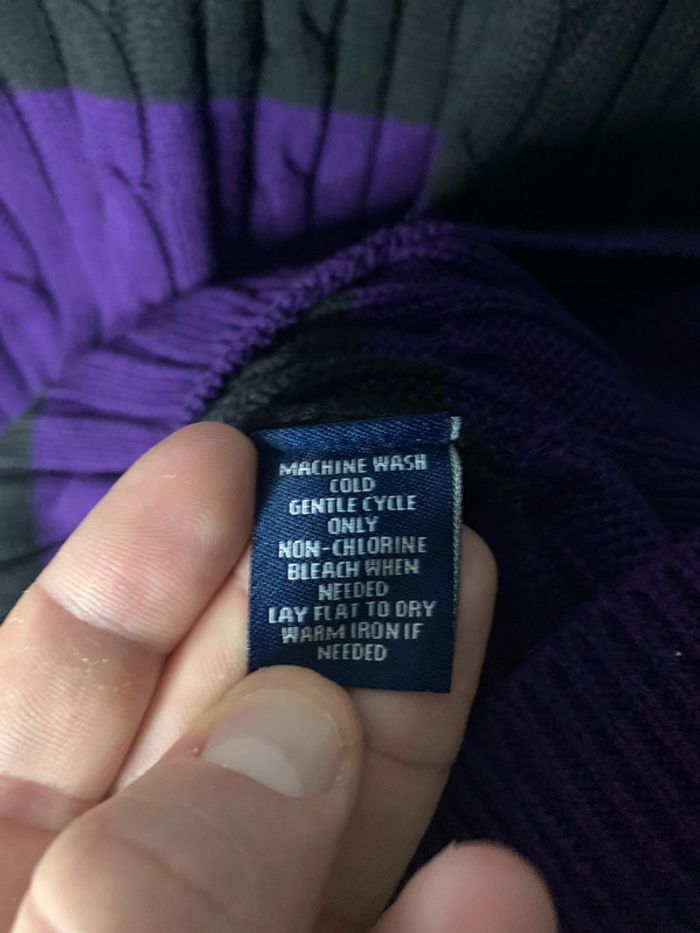 MACHINE WASH
COLD
GENTLE CYCLE
ONLY
NON-CHLORINE
BLEACH WHEN
NEEDED
LAY FLAT TO DRY
WARM IRON IF
NEEDED